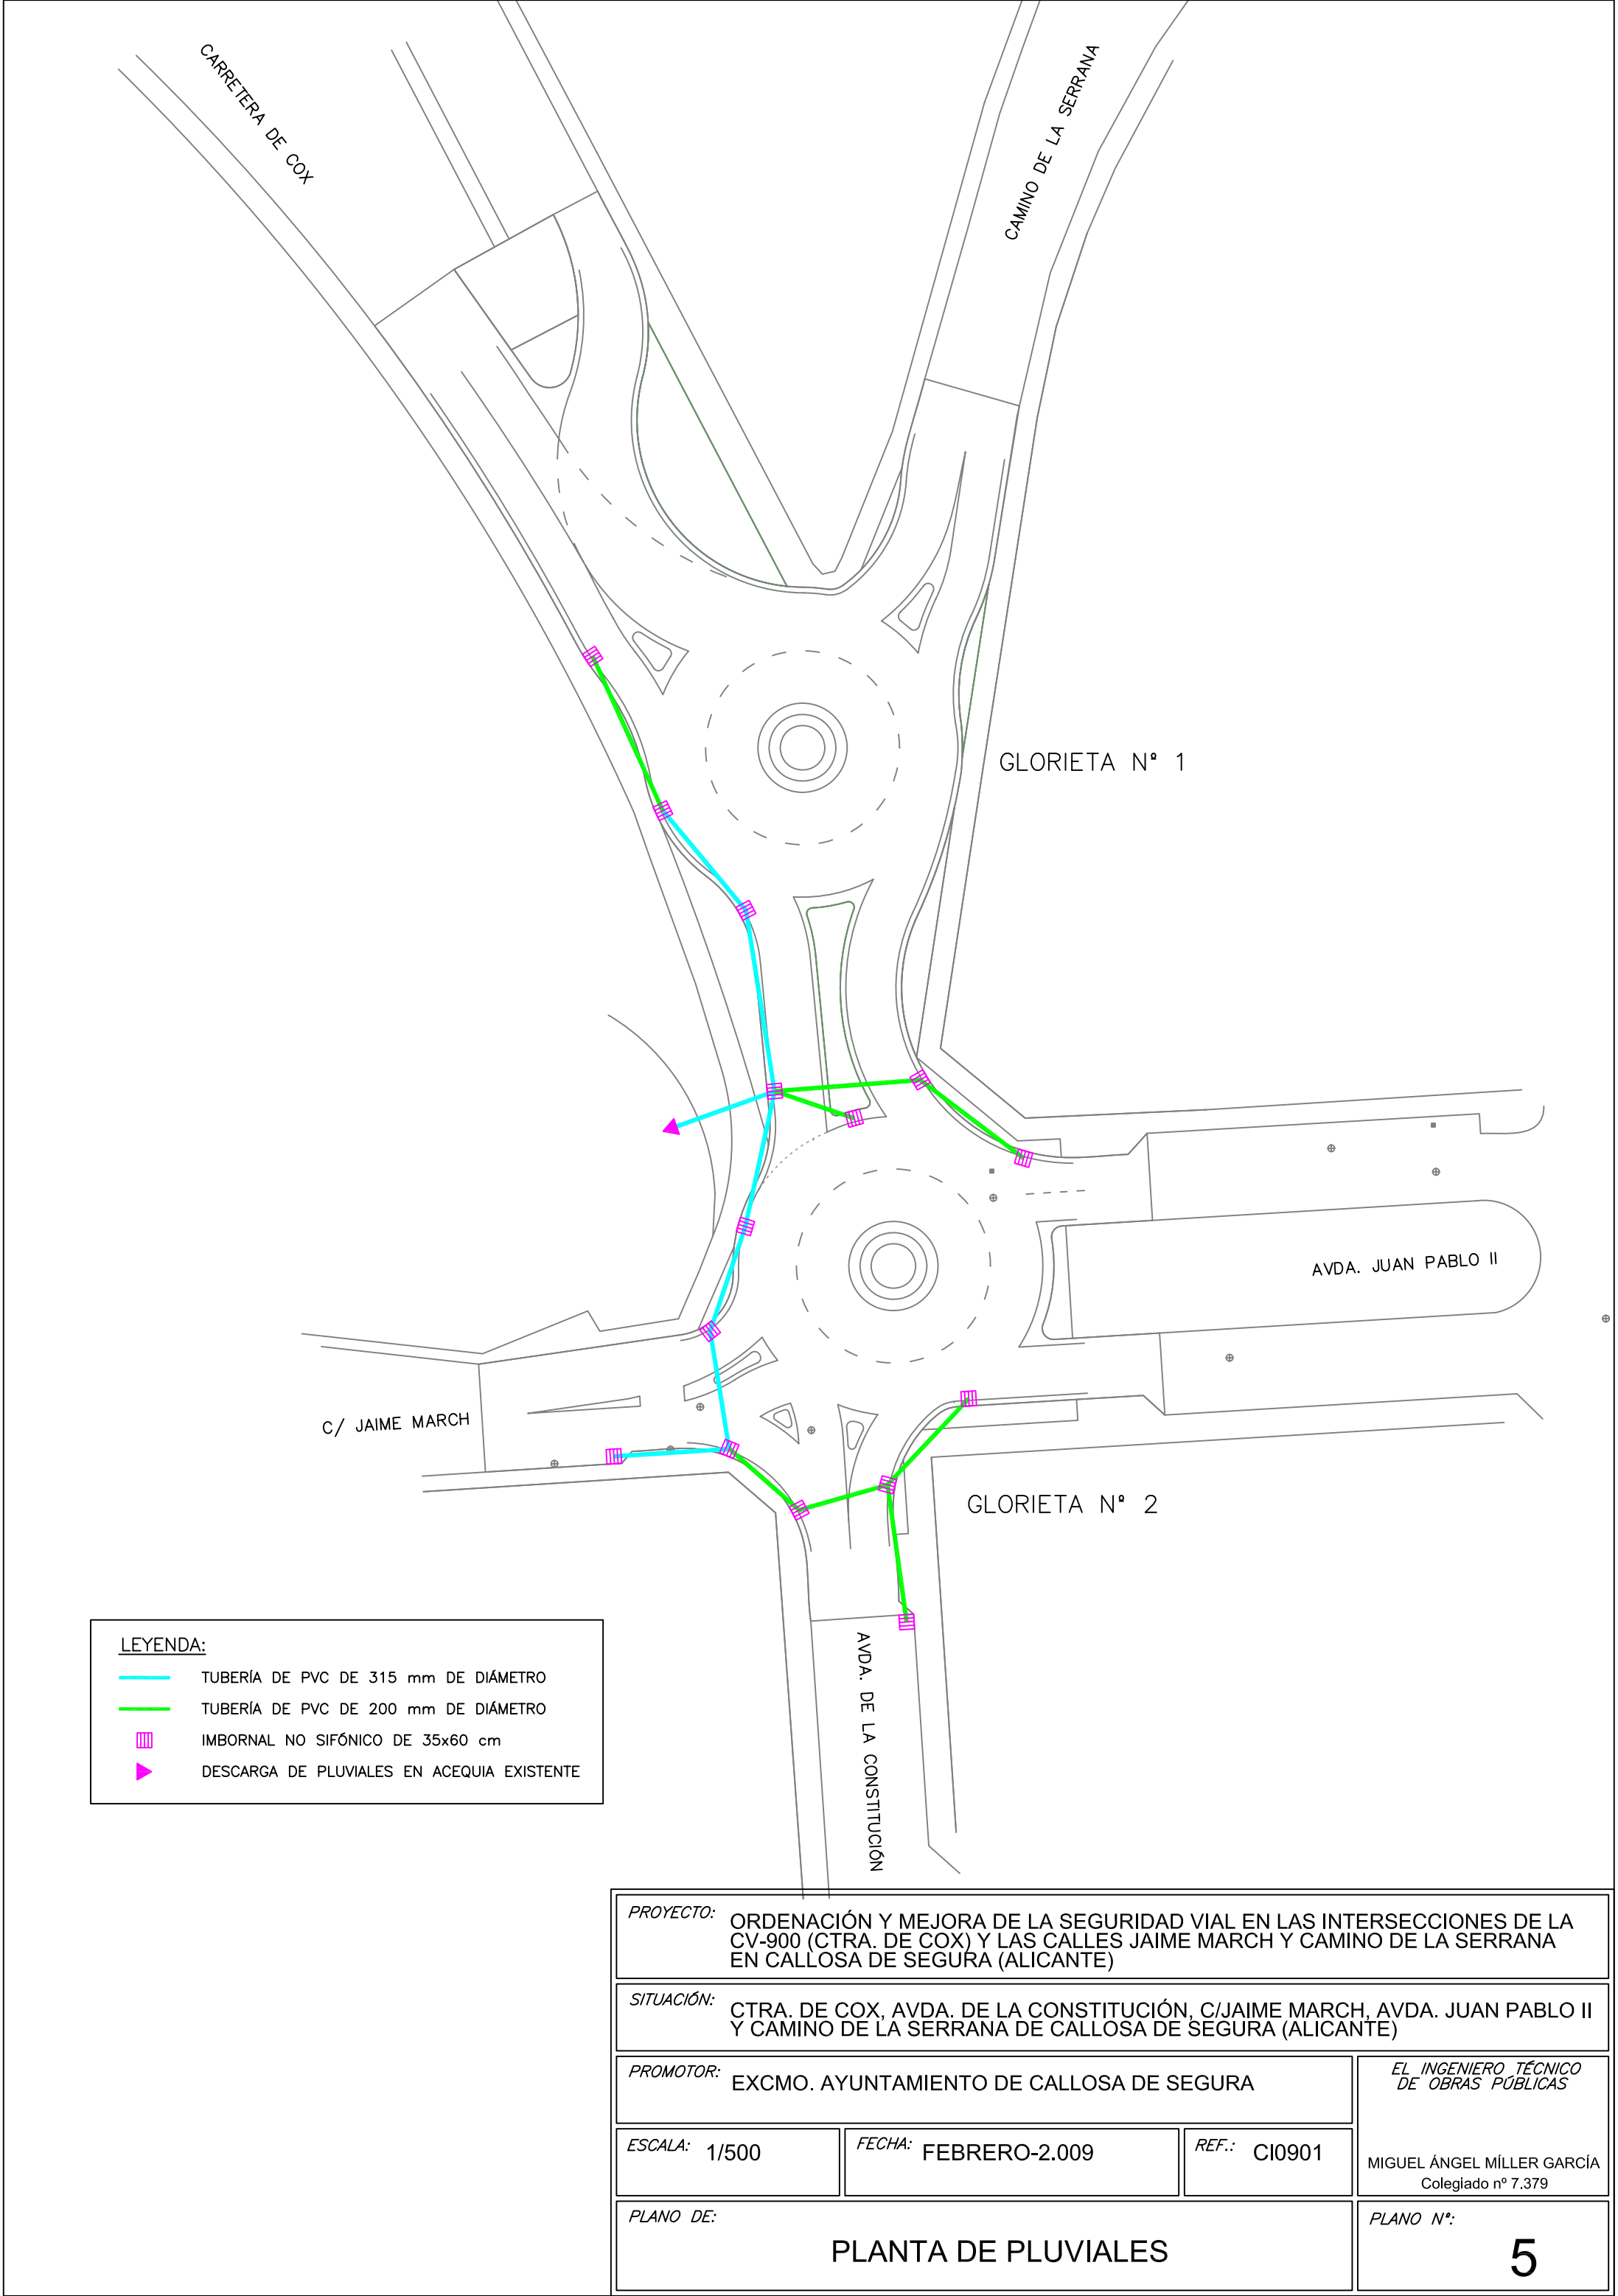 CARRETERA DE COX
CAMINO DE LA SERRANA
GLORIETA Nº 1
AVDA. JUAN PABLO II
C/ JAIME MARCH
GLORIETA Nº 2
AVDA. DE LA CONSTITUCIÓN
LEYENDA:
TUBERÍA DE PVC DE 315 mm DE DIÁMETRO
TUBERÍA DE PVC DE 200 mm DE DIÁMETRO
IMBORNAL NO SIFÓNICO DE 35x60 cm
DESCARGA DE PLUVIALES EN ACEQUIA EXISTENTE
PROYECTO: ORDENACIÓN Y MEJORA DE LA SEGURIDAD VIAL EN LAS INTERSECCIONES DE LA
CV-900 (CTRA. DE COX) Y LAS CALLES JAIME MARCH Y CAMINO DE LA SERRANA
EN CALLOSA DE SEGURA (ALICANTE)
SITUACIÓN: CTRA. DE COX, AVDA. DE LA CONSTITUCIÓN, C/JAIME MARCH, AVDA. JUAN PABLO II
Y CAMINO DE LA SERRANA DE CALLOSA DE SEGURA (ALICANTE)
PROMOTOR: EXCMO. AYUNTAMIENTO DE CALLOSA DE SEGURA
EL INGENIERO TÉCNICO
DE OBRAS PÚBLICAS
MIGUEL ÁNGEL MÍLLER GARCÍA
Colegiado nº 7.379
ESCALA: 1/500
FECHA: FEBRERO-2.009
REF.: CI0901
PLANO DE:
PLANTA DE PLUVIALES
PLANO Nº:
5